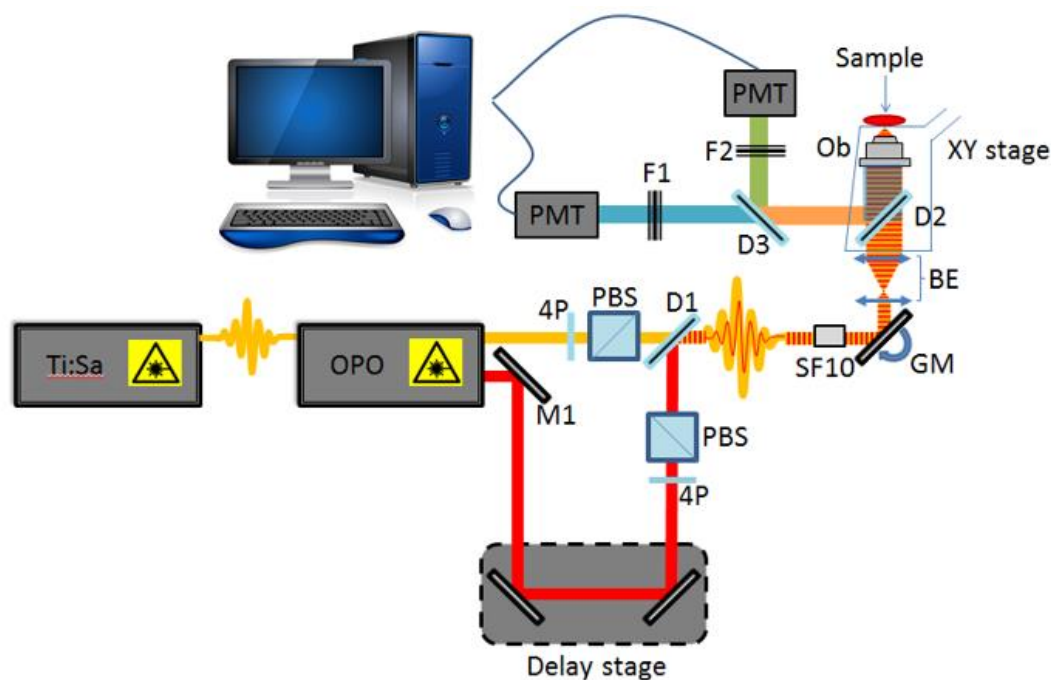 Sample
PMT
Ob
XY stage
F2
F1
PMT
D3
D2
BE
4P
PBS
D1
Ti:Sa
OPO
SF10
GM
M1
PBS
4P
Delay stage